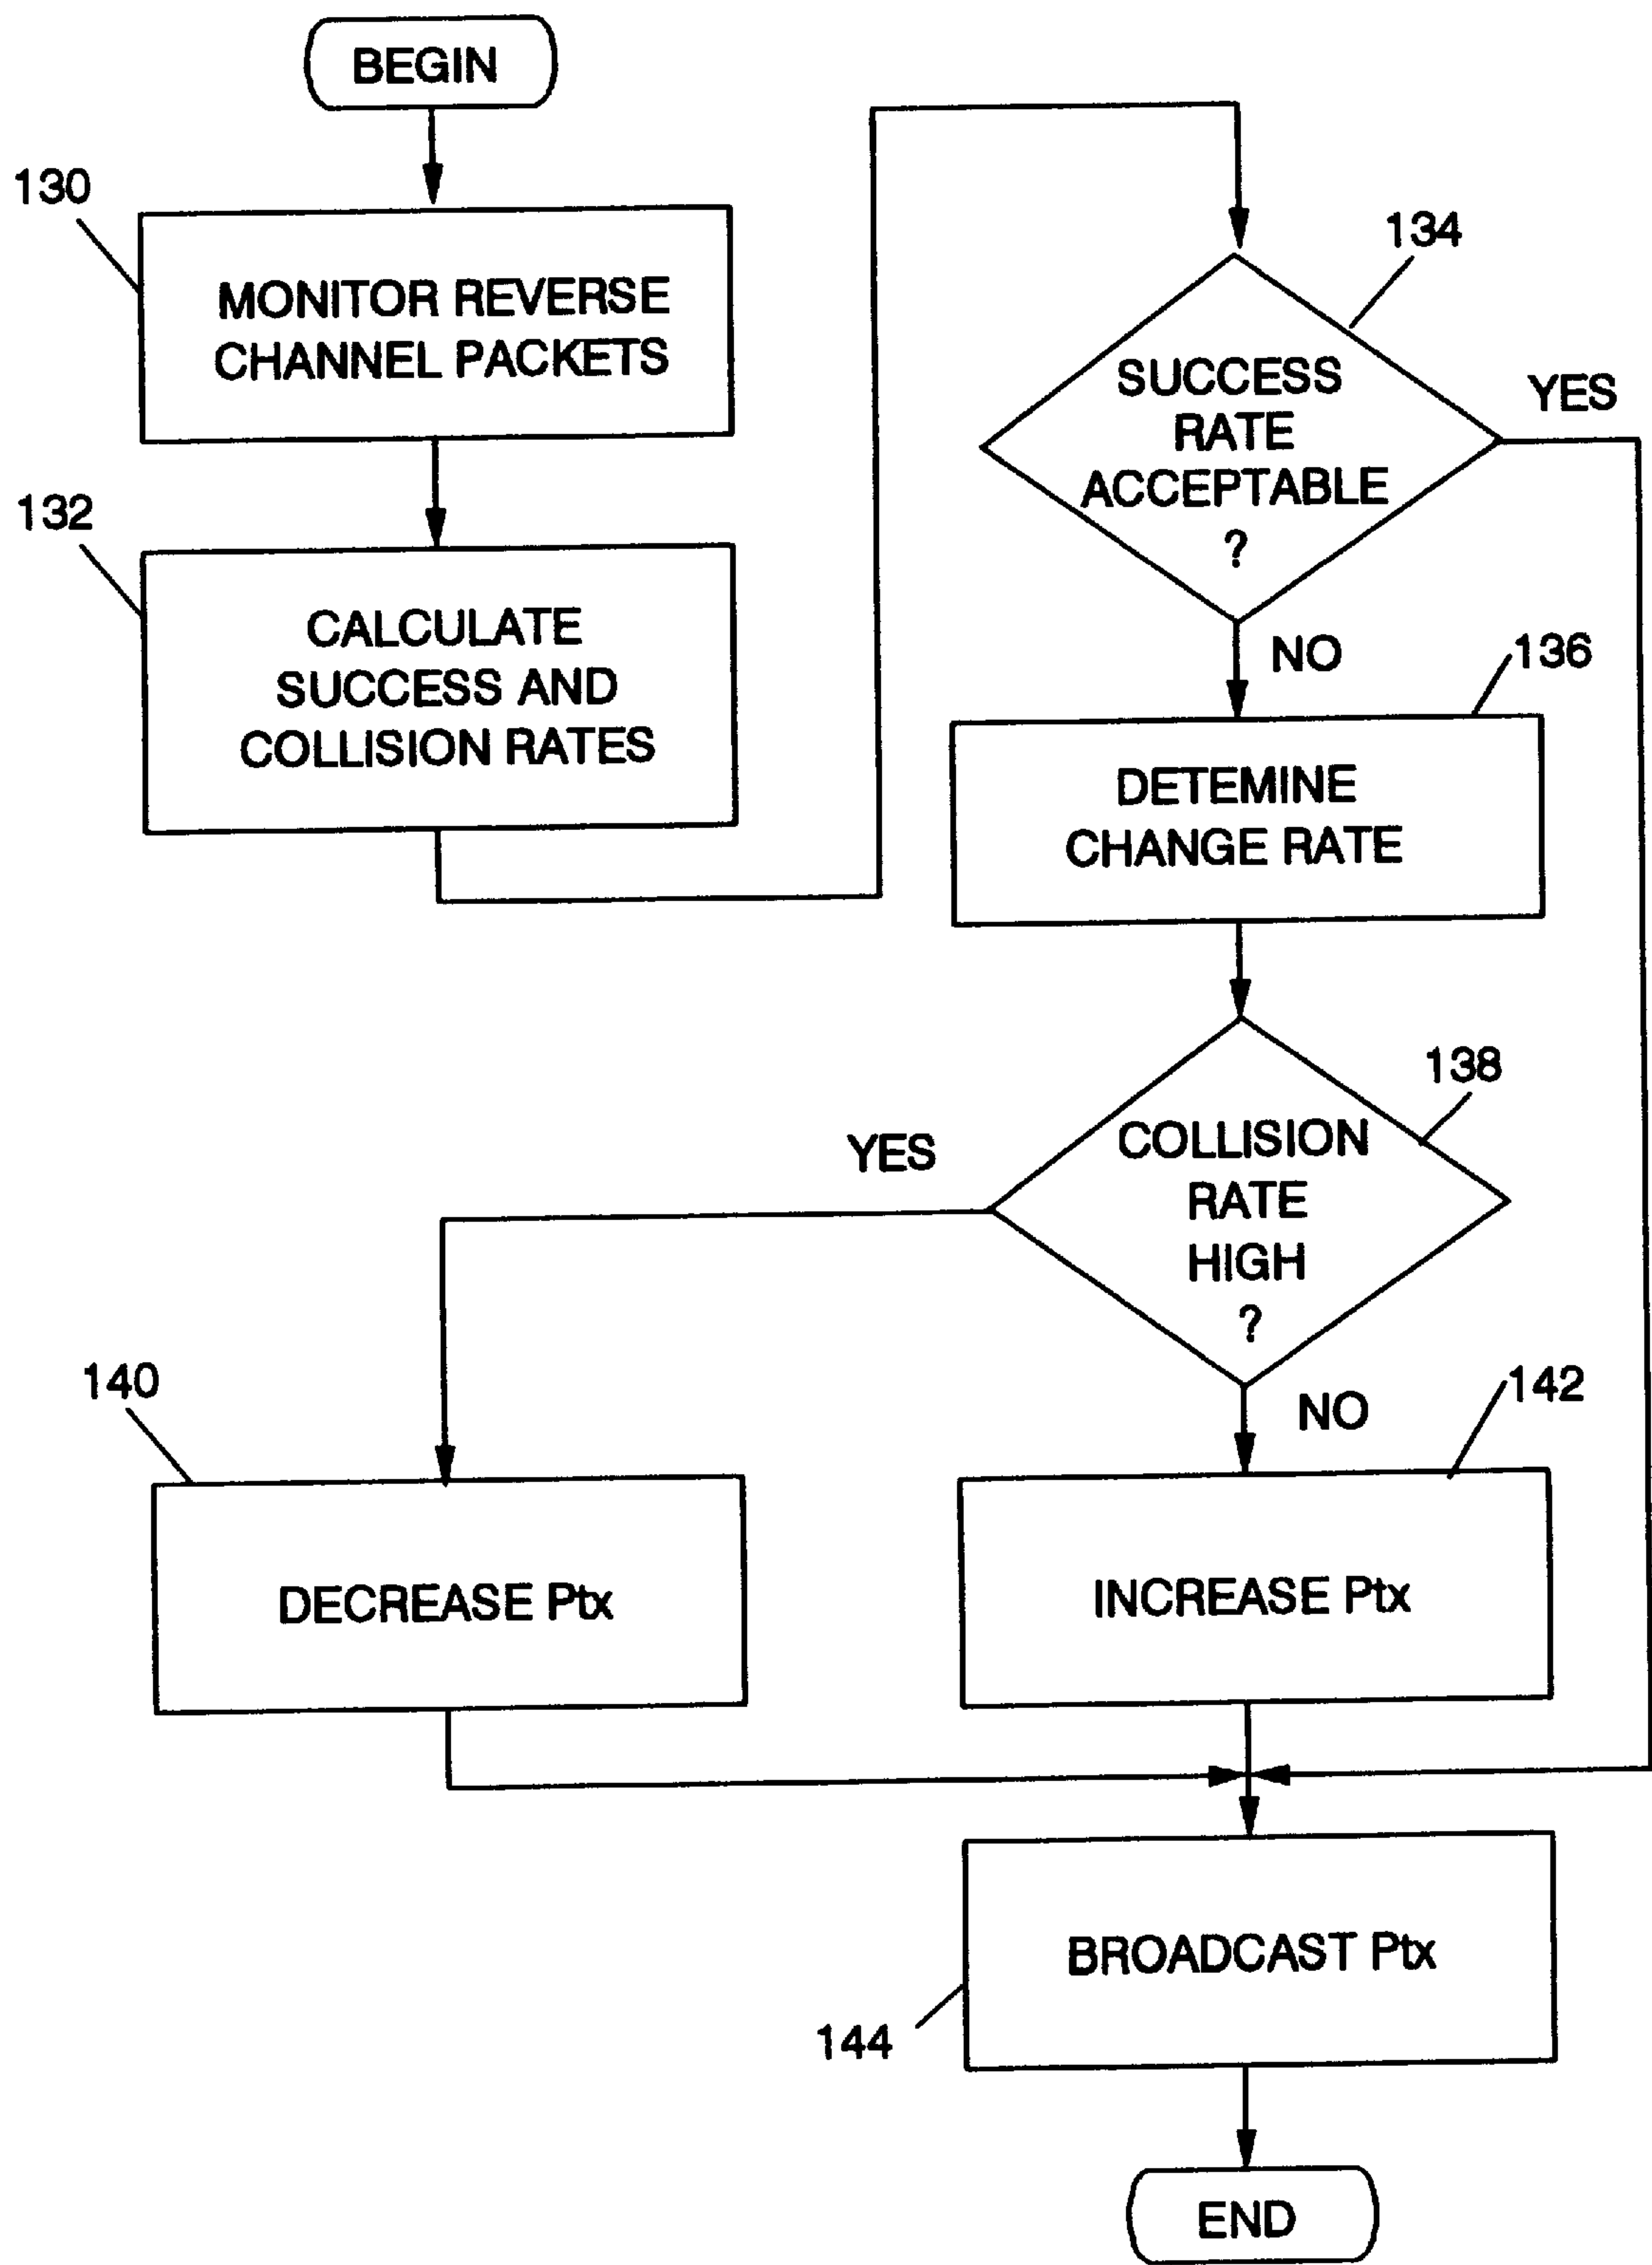 BEGIN
130
MONITOR REVERSE
CHANNEL PACKETS
132
CALCULATE
SUCCESS AND
COLLISION RATES
134
SUCCESS
RATE
ACCEPTABLE
?
YES
NO
136
DETEMINE
CHANGE RATE
138
COLLISION
RATE
HIGH
?
YES
NO
140
DECREASE Ptx
142
INCREASE Ptx
BROADCAST Ptx
144
END